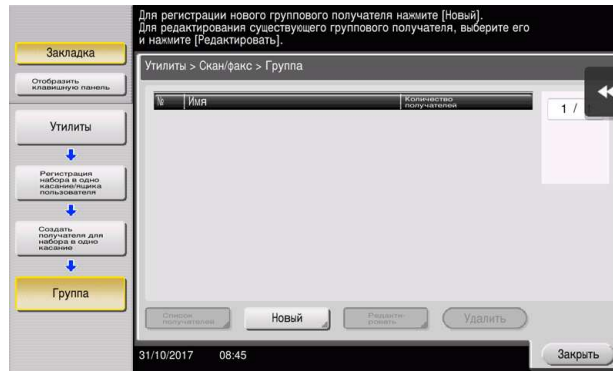 Для регистрации нового группового получателя нажмите [Новый].
Для редактирования существующего группового получателя, выберите его
и нажмите [Редактировать].
Закладка
Отобразить
клавишную панель
Утилиты
Регистрация
набора в одно
касание/ящика
пользователя
Создать
получателя для
набора в одно
касание
Группа
Утилиты > Скан/факс > Группа
№ Имя Количество
получателей
1 /
Список
получателей
Новый
Редакти-
ровать
Удалить
31/10/2017 08:45
Закрыть